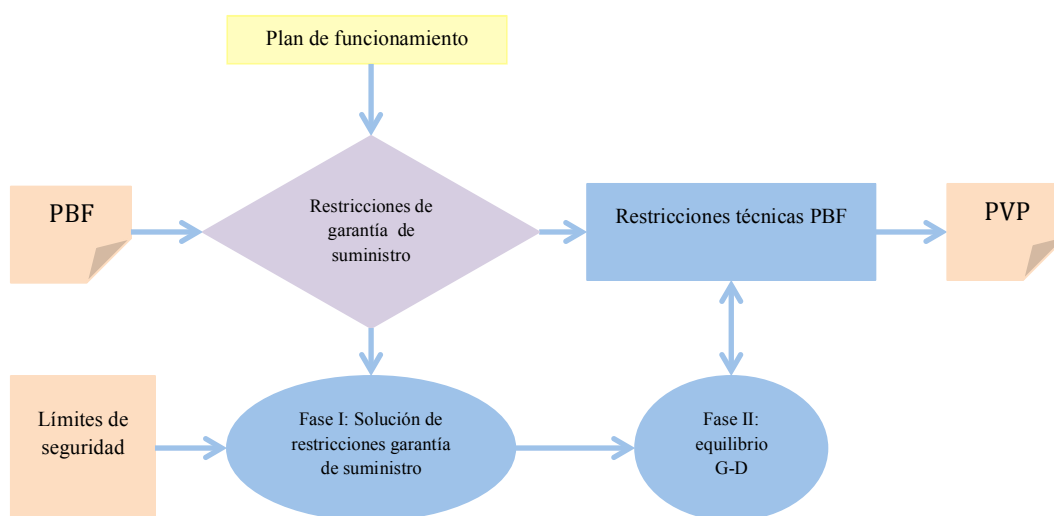 Plan de funcionamiento
PBF
Restricciones de
garantía de
suministro
Restricciones técnicas PBF
PVP
Límites de
seguridad
Fase I: Solución de
restricciones garantía
de suministro
Fase II:
equilibrio
G-D